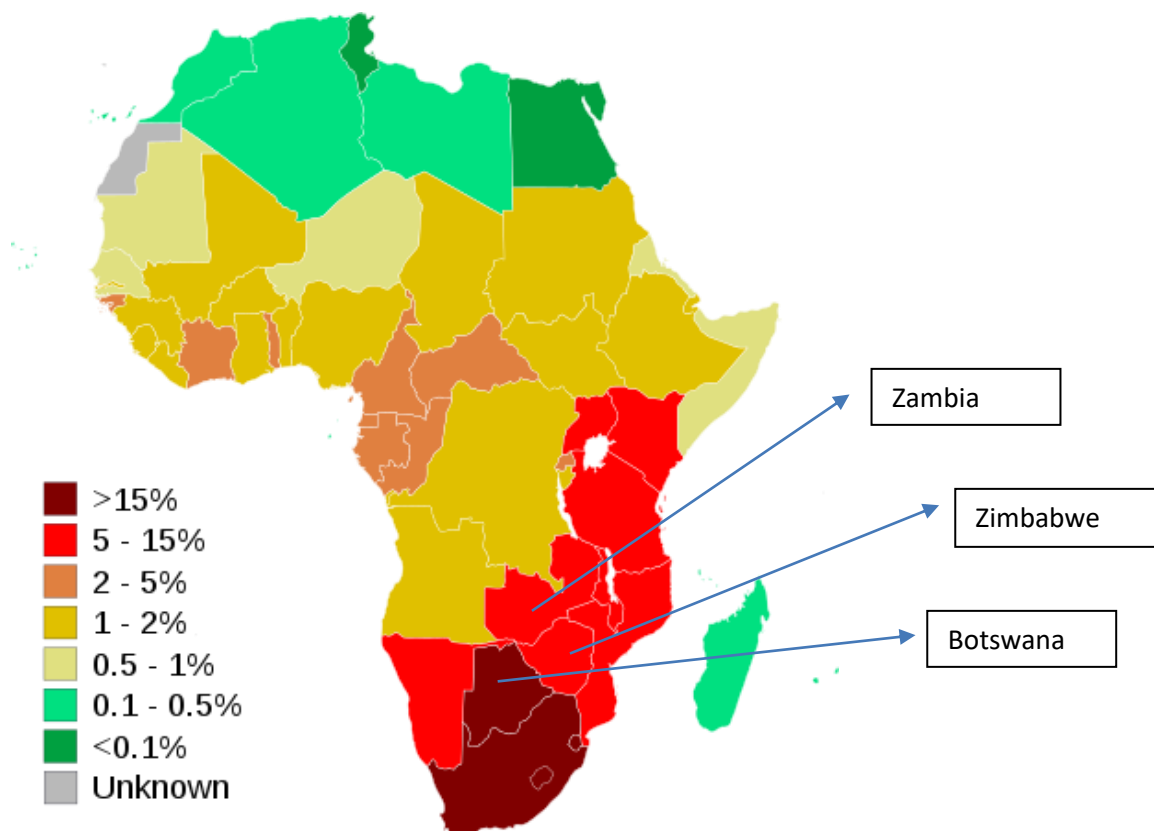 Zambia
Zimbabwe
Botswana
>15%
5 - 15%
2 - 5%
1 - 2%
0.5 - 1%
0.1 - 0.5%
<0.1%
Unknown